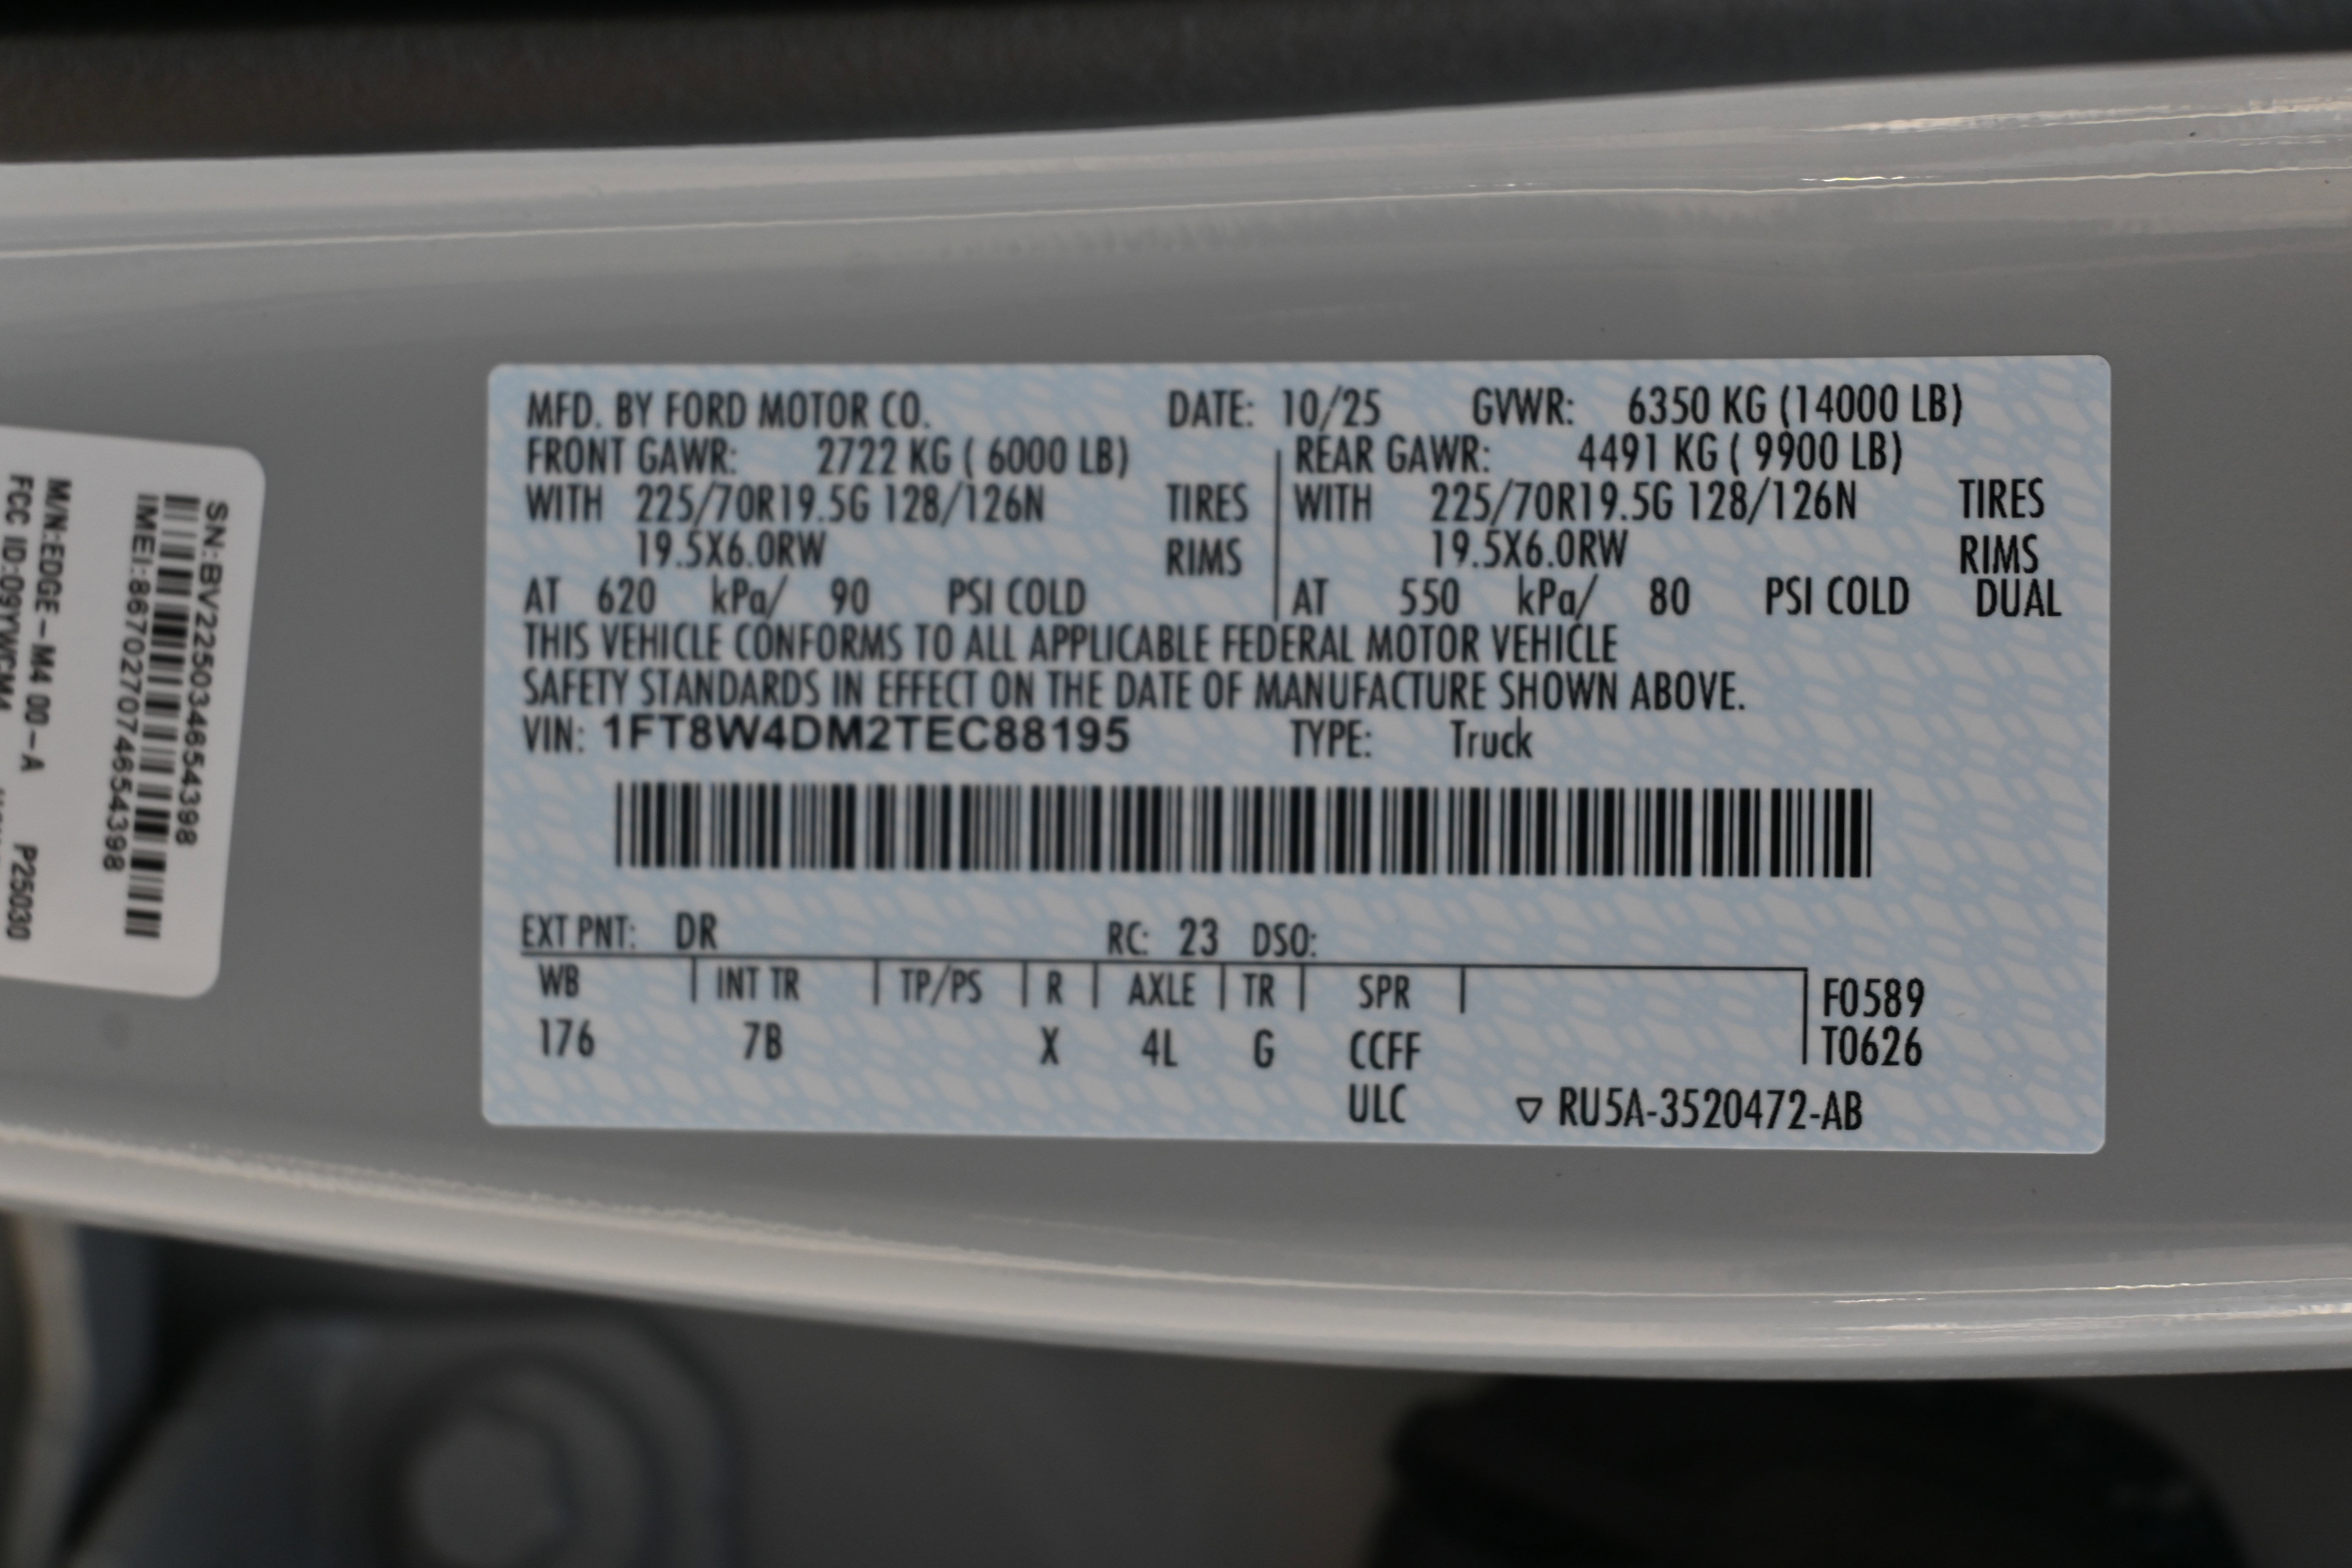 MFD. BY FORD MOTOR CO. DATE: 10/25 GVWR: 6350 KG (14000 LB)
FRONT GAWR: 2722 KG ( 6000 LB) REAR GAWR: 4491 KG ( 9900 LB)
WITH 225/70R19.5G 128/126N TIRES WITH 225/70R19.5G 128/126N TIRES
19.5X6.0RW RIMS 19.5X6.0RW RIMS
AT 620 kPa/ 90 PSI COLD AT 550 kPa/ 80 PSI COLD DUAL
THIS VEHICLE CONFORMS TO ALL APPLICABLE FEDERAL MOTOR VEHICLE
SAFETY STANDARDS IN EFFECT ON THE DATE OF MANUFACTURE SHOWN ABOVE.
VIN: 1FT8W4DM2TEC88195 TYPE: Truck
EXT PNT: DR RC: 23 DSO:
WB INT TR TP/PS R AXLE TR SPR F0589
176 7B X 4L G CCFF T0626
ULC ▽ RU5A-3520472-AB
SN:BV225034654398
IMEI:867027074654398
M/N:EDGE-M4 00-A P25030
FCC ID:O9YWCM4